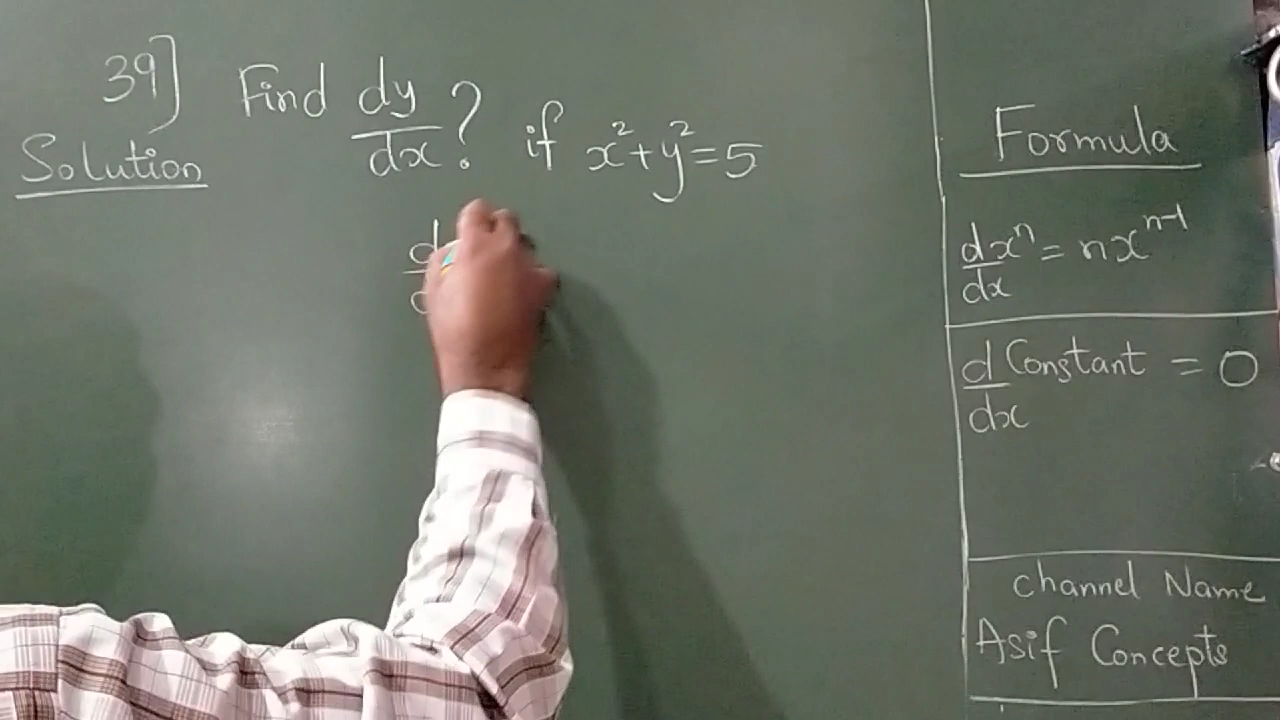 39] Find dy/dx? if x²+y²=5
Solution
d
Formula
d/dx xⁿ = nxⁿ⁻¹
d/dx Constant = 0
Channel Name
Asif Concepts